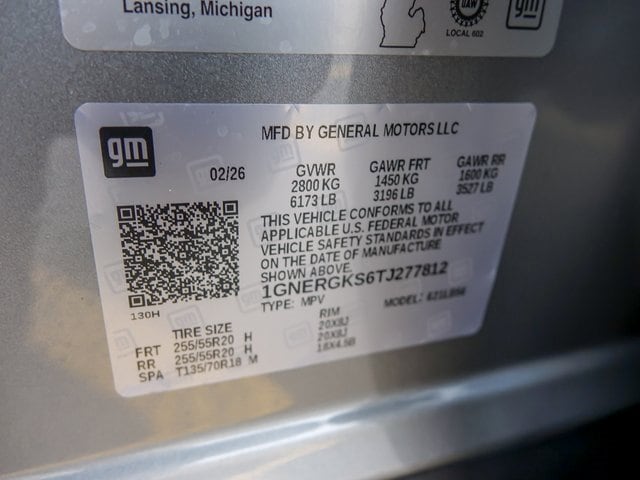 Lansing, Michigan
UAW
LOCAL 602
gm
gm
MFD BY GENERAL MOTORS LLC
02/26
GVWR
2800 KG
6173 LB
GAWR FRT
1450 KG
3196 LB
GAWR RR
1600 KG
3527 LB
THIS VEHICLE CONFORMS TO ALL
APPLICABLE U.S. FEDERAL MOTOR
VEHICLE SAFETY STANDARDS IN EFFECT
ON THE DATE OF MANUFACTURE
SHOWN ABOVE.
1GNERGKS6TJ277812
TYPE: MPV MODEL:
130H
TIRE SIZE RIM
FRT 255/55R20 H 20X8J
RR 255/55R20 H 20X8J
SPA T135/70R18 M 18X4.5B